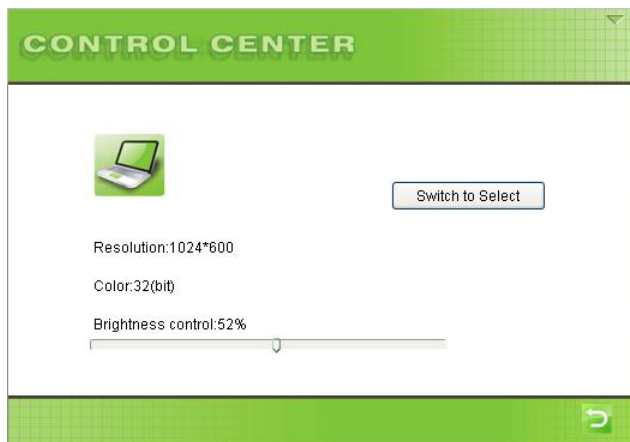 CONTROL CENTER
Switch to Select
Resolution:1024*600
Color:32(bit)
Brightness control:52%